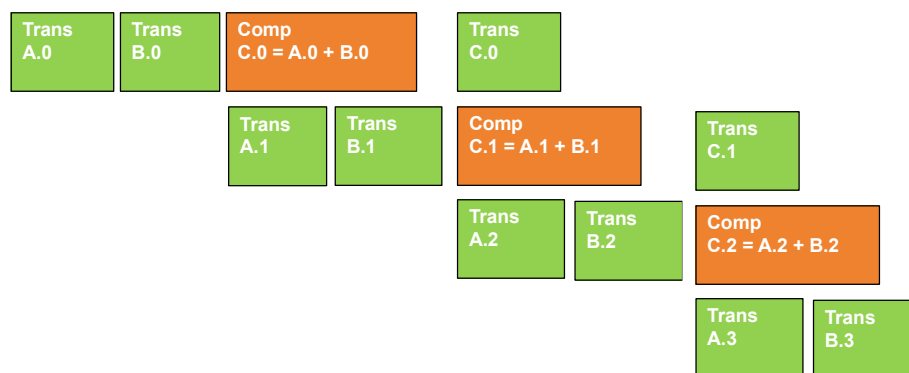 Trans
A.0
Trans
B.0
Comp
C.0 = A.0 + B.0
Trans
C.0
Trans
A.1
Trans
B.1
Comp
C.1 = A.1 + B.1
Trans
C.1
Trans
A.2
Trans
B.2
Comp
C.2 = A.2 + B.2
Trans
A.3
Trans
B.3